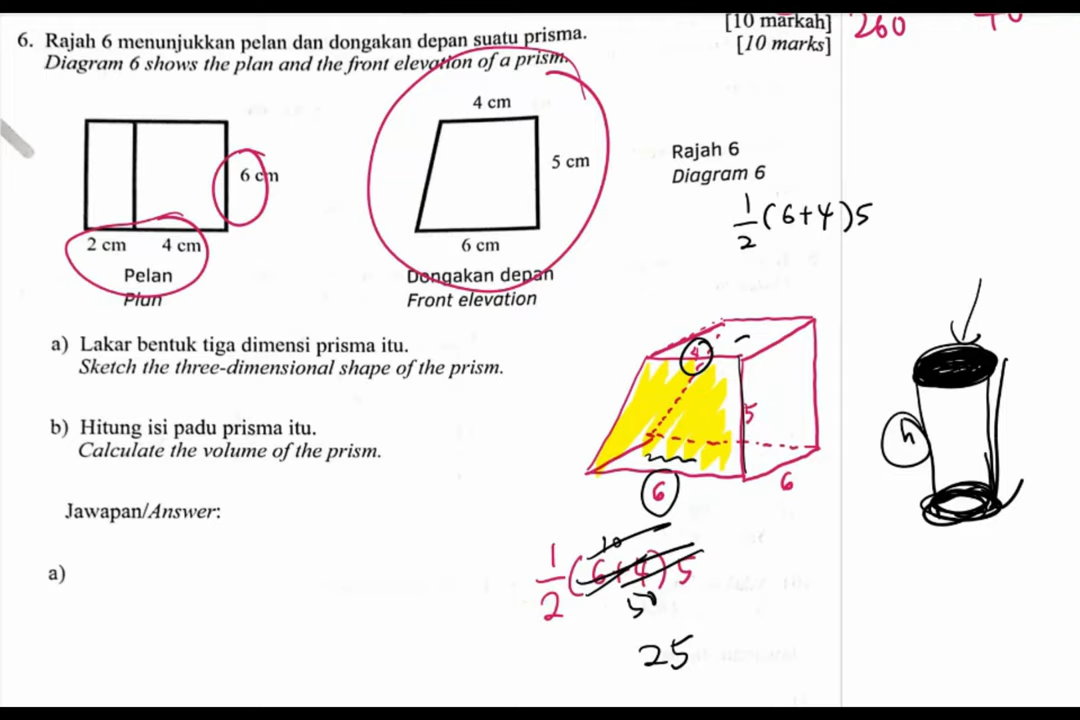 [10 markah]
[10 marks]
260
6. Rajah 6 menunjukkan pelan dan dongakan depan suatu prisma.
Diagram 6 shows the plan and the front elevation of a prism.
4 cm
5 cm
6 cm
6 cm
2 cm 4 cm
Pelan
Plan
Dongakan depan
Front elevation
Rajah 6
Diagram 6
1/2 (6+4) 5
a) Lakar bentuk tiga dimensi prisma itu.
Sketch the three-dimensional shape of the prism.
b) Hitung isi padu prisma itu.
Calculate the volume of the prism.
4
5
6
6
h
Jawapan/Answer:
a)
10
1/2 (6+4) 5
50
25